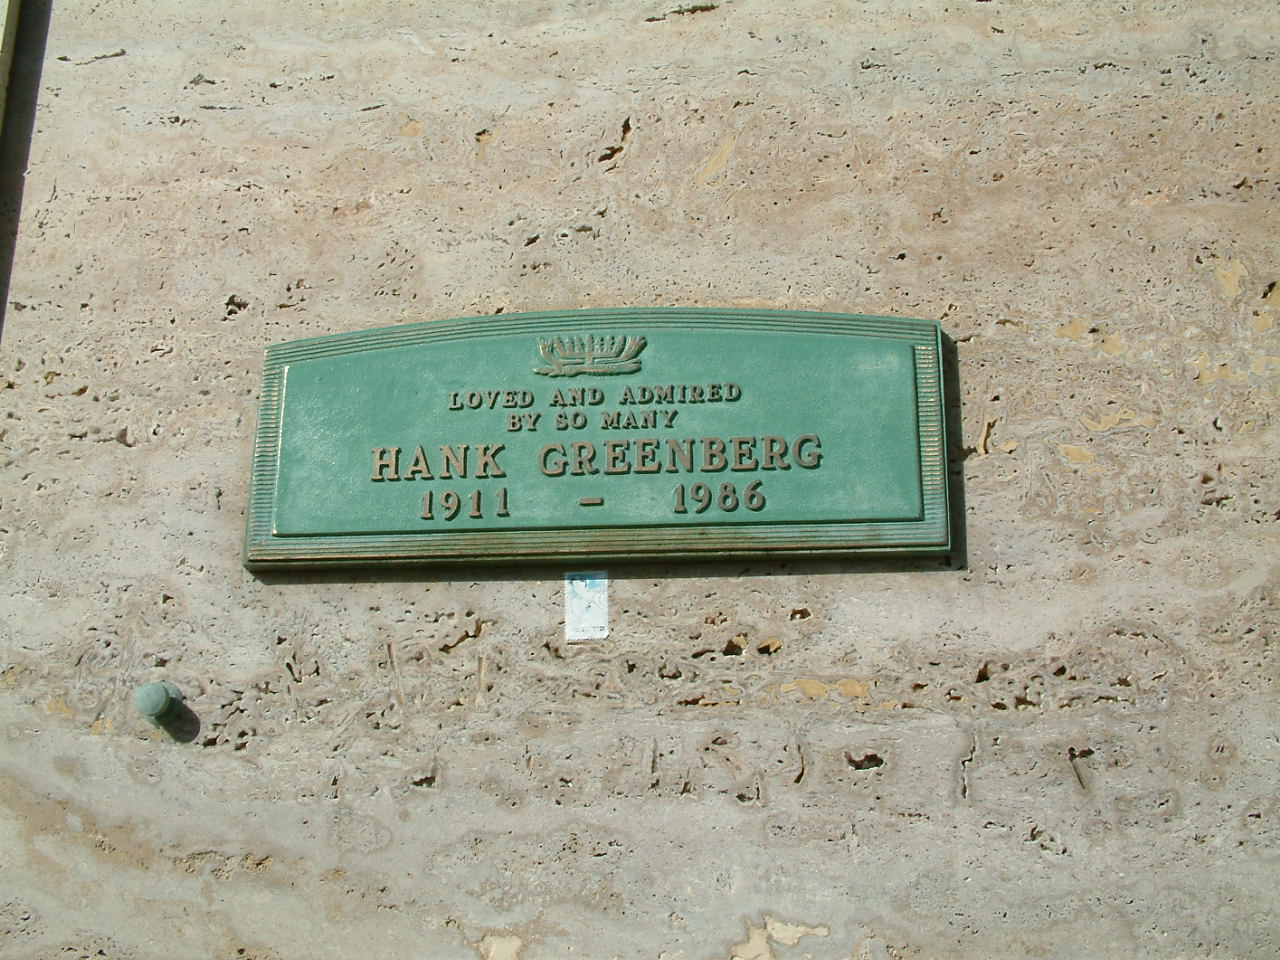 LOVED AND ADMIRED
BY SO MANY
HANK GREENBERG
1911 - 1986